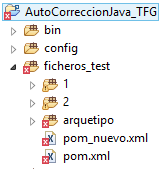 AutoCorreccionJava_TFG
bin
config
ficheros_test
1
2
arquetipo
pom_nuevo.xml
pom.xml